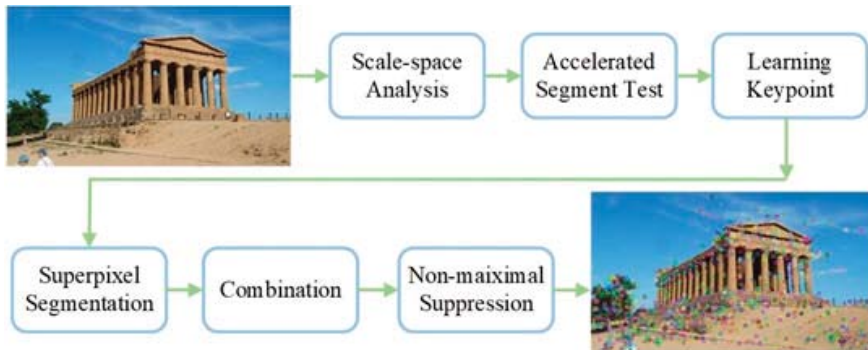 Scale-space
Analysis
Accelerated
Segment Test
Learning
Keypoint
Superpixel
Segmentation
Combination
Non-maiximal
Suppression